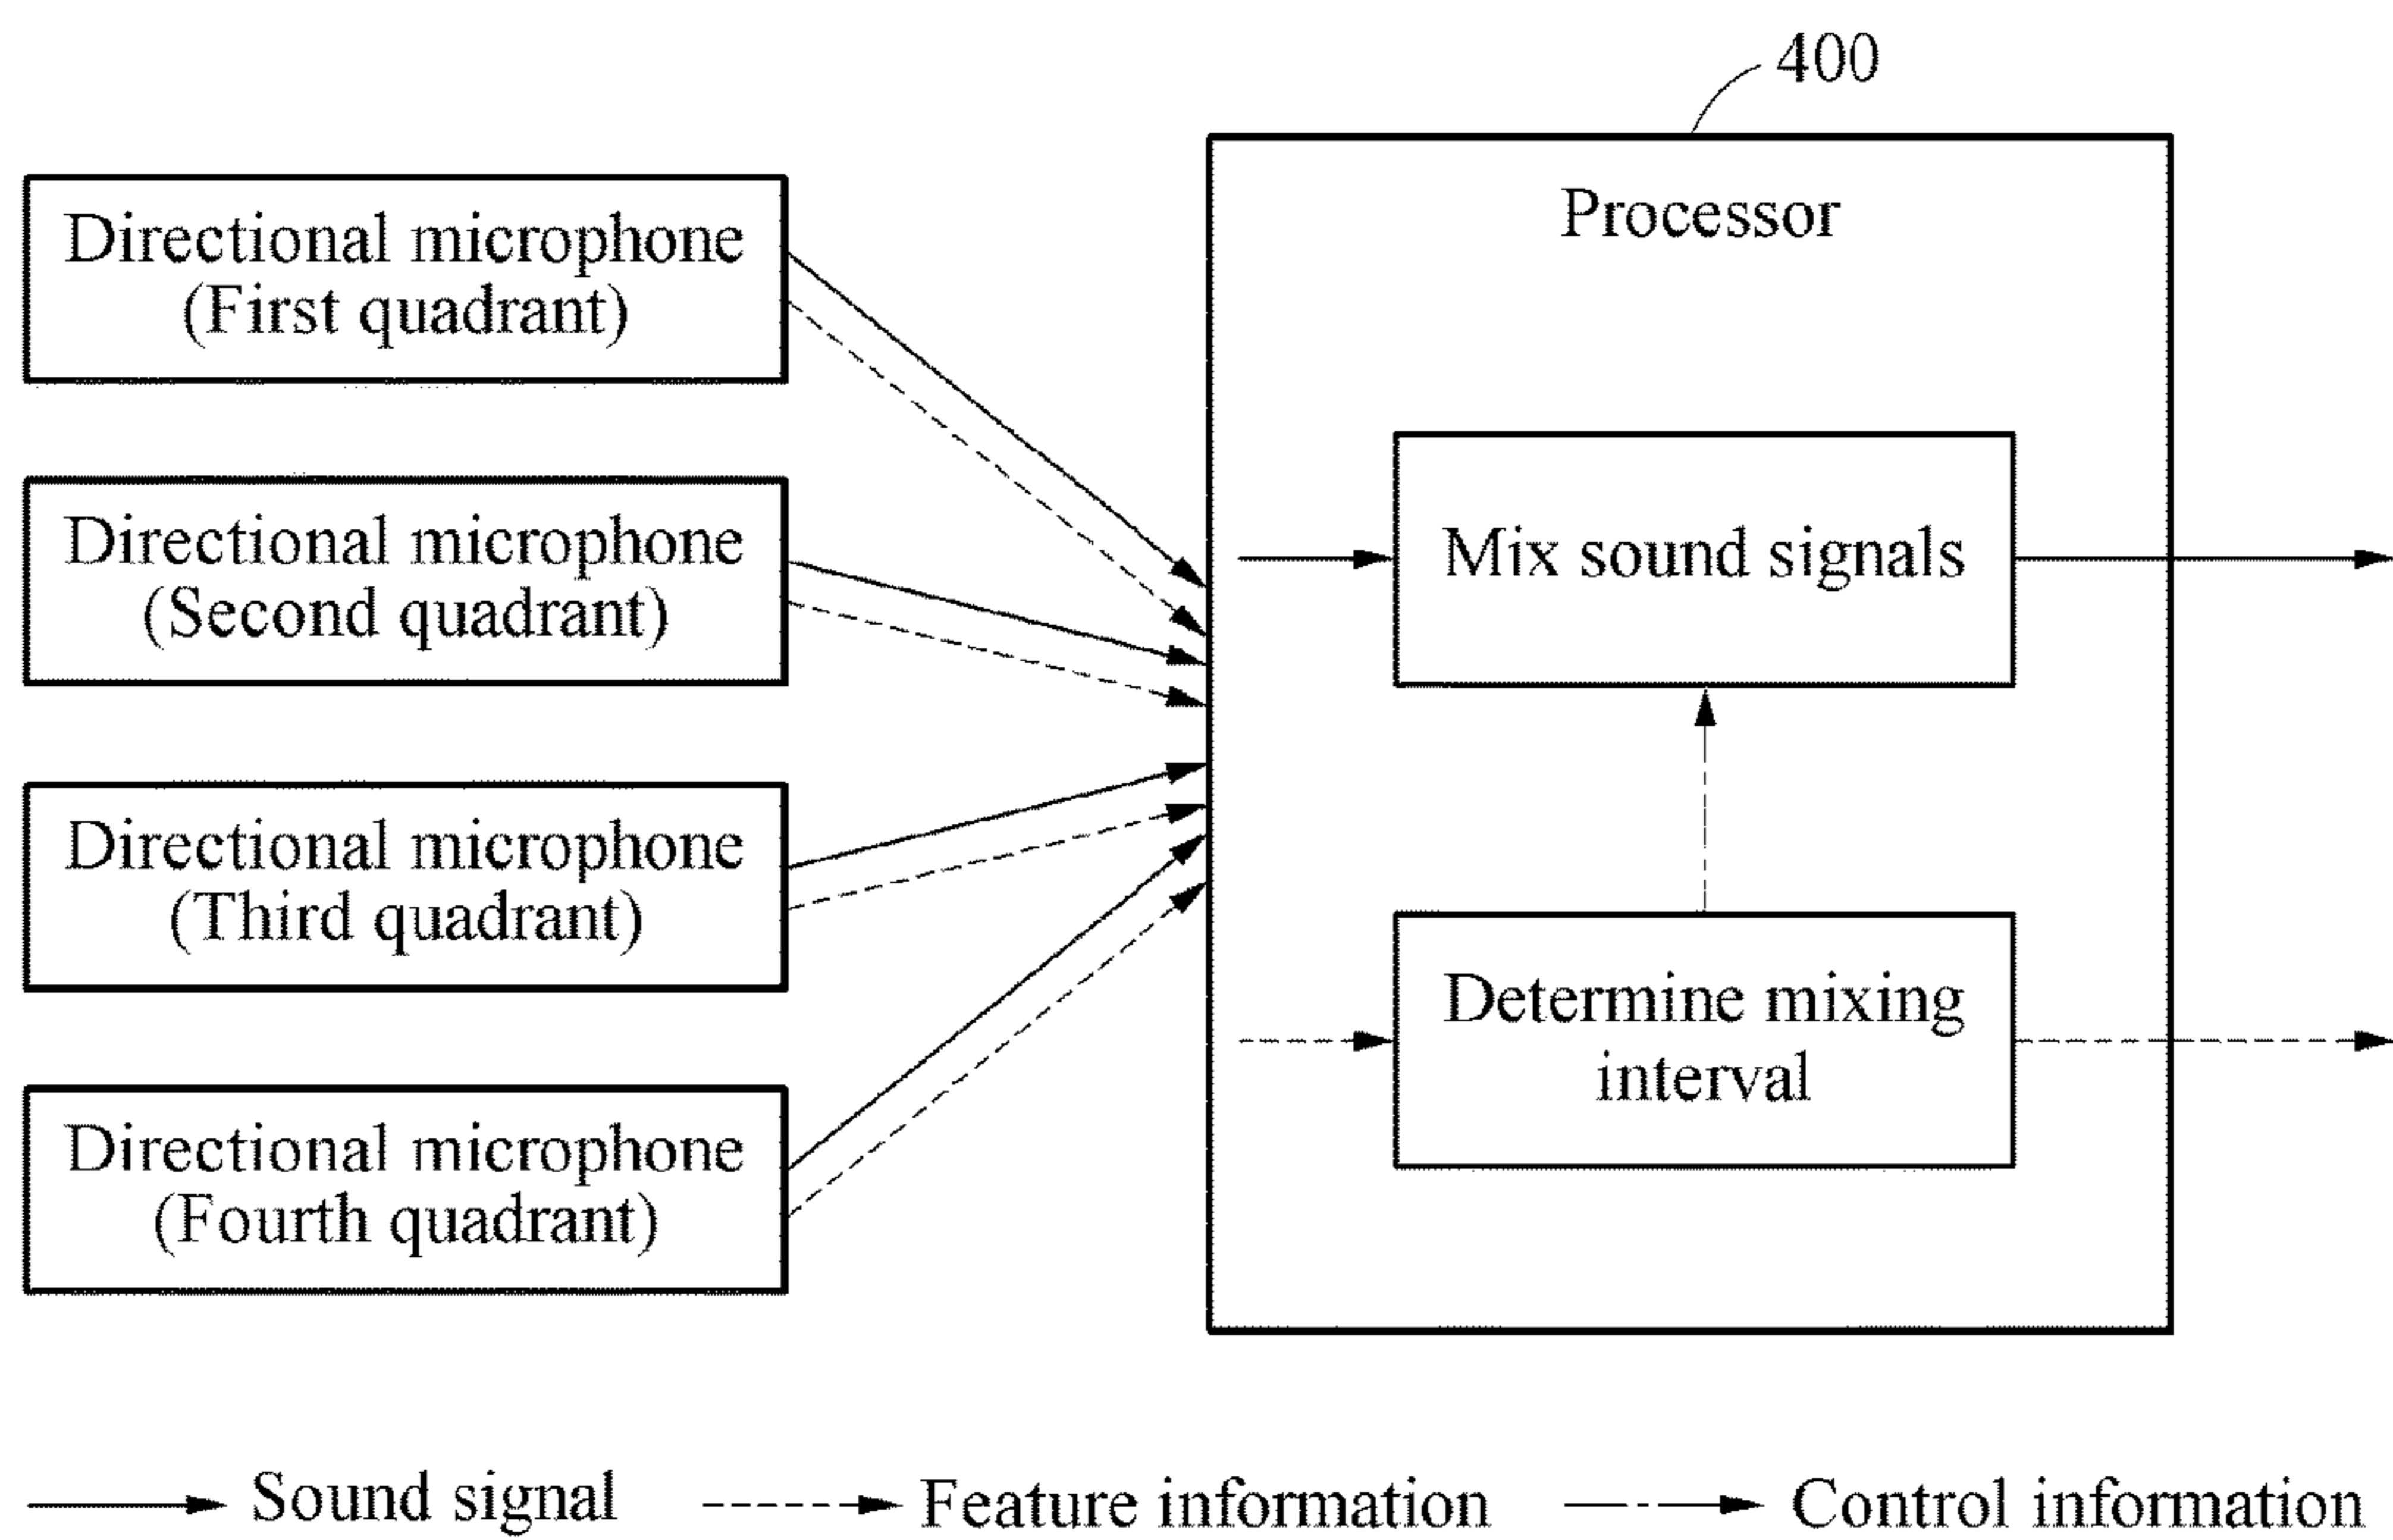 400
Processor
Directional microphone
(First quadrant)
Directional microphone
(Second quadrant)
Directional microphone
(Third quadrant)
Directional microphone
(Fourth quadrant)
Mix sound signals
Determine mixing
interval
Sound signal
Feature information
Control information